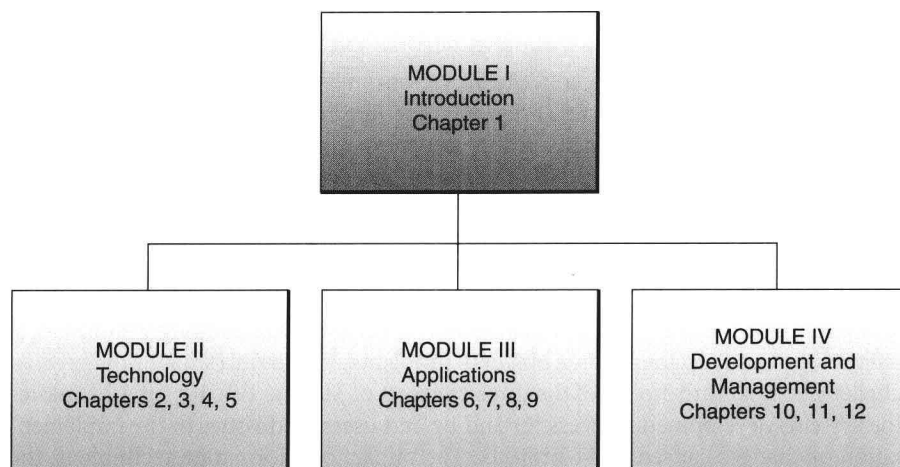 MODULE I
Introduction
Chapter 1
MODULE II
Technology
Chapters 2, 3, 4, 5
MODULE III
Applications
Chapters 6, 7, 8, 9
MODULE IV
Development and
Management
Chapters 10, 11, 12